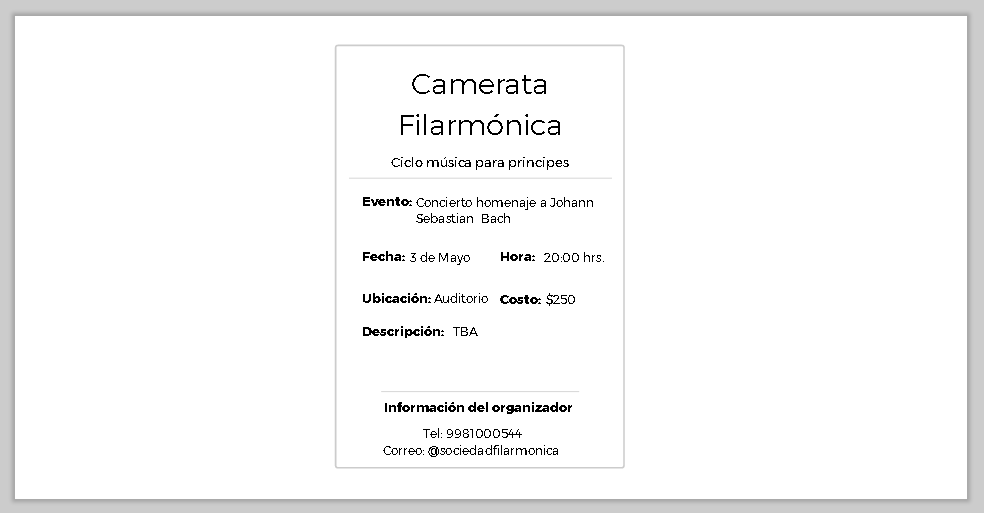 Camerata
Filarmónica
Ciclo música para principes
Evento: Concierto homenaje a Johann
Sebastian Bach
Fecha: 3 de Mayo Hora: 20:00 hrs.
Ubicación: Auditorio Costo: $250
Descripción: TBA
Información del organizador
Tel: 9981000544
Correo: @sociedadfilarmonica